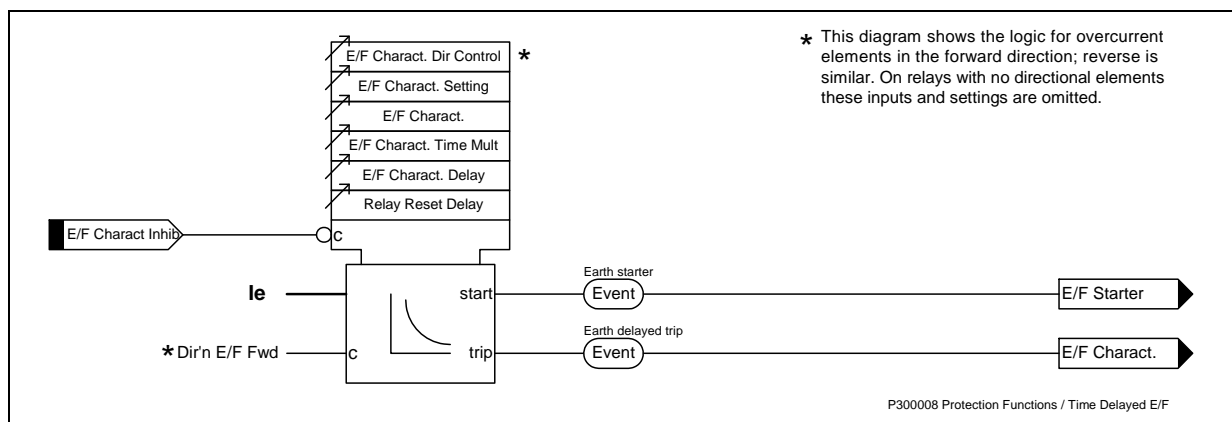 E/F Charact. Dir Control *
E/F Charact. Setting
E/F Charact.
E/F Charact. Time Mult
E/F Charact. Delay
Relay Reset Delay
* This diagram shows the logic for overcurrent
elements in the forward direction; reverse is
similar. On relays with no directional elements
these inputs and settings are omitted.
E/F Charact Inhib
c
Ie
start
Earth starter
Event
E/F Starter
* Dir'n E/F Fwd
c
trip
Earth delayed trip
Event
E/F Charact.
P300008 Protection Functions / Time Delayed E/F